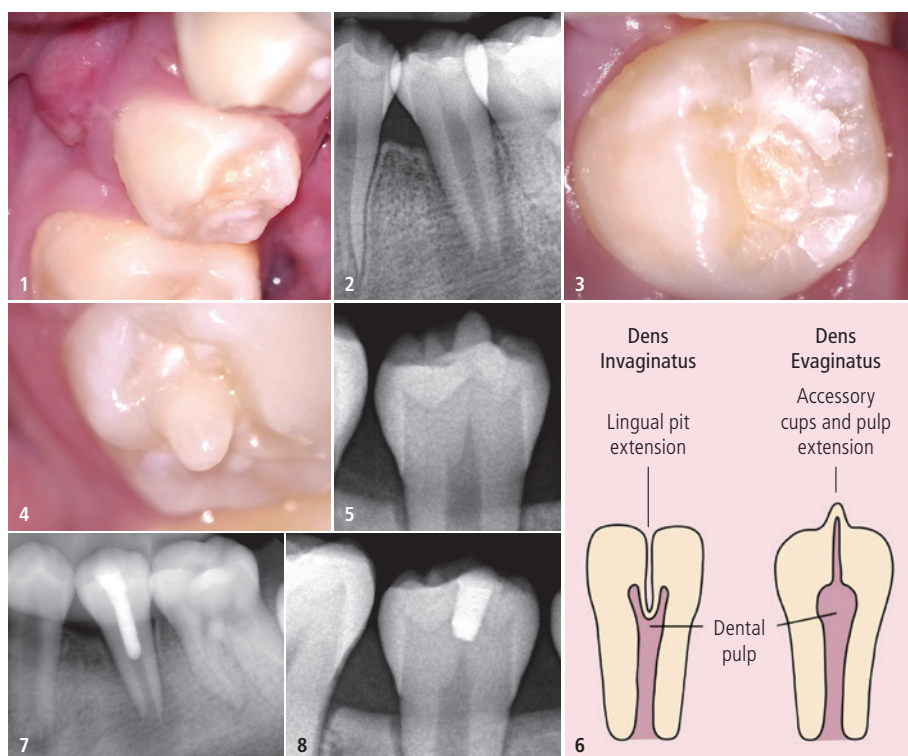 1
2
3
4
5
Dens
Invaginatus
Lingual pit
extension
Dens
Evaginatus
Accessory
cups and pulp
extension
Dental
pulp
6
7
8